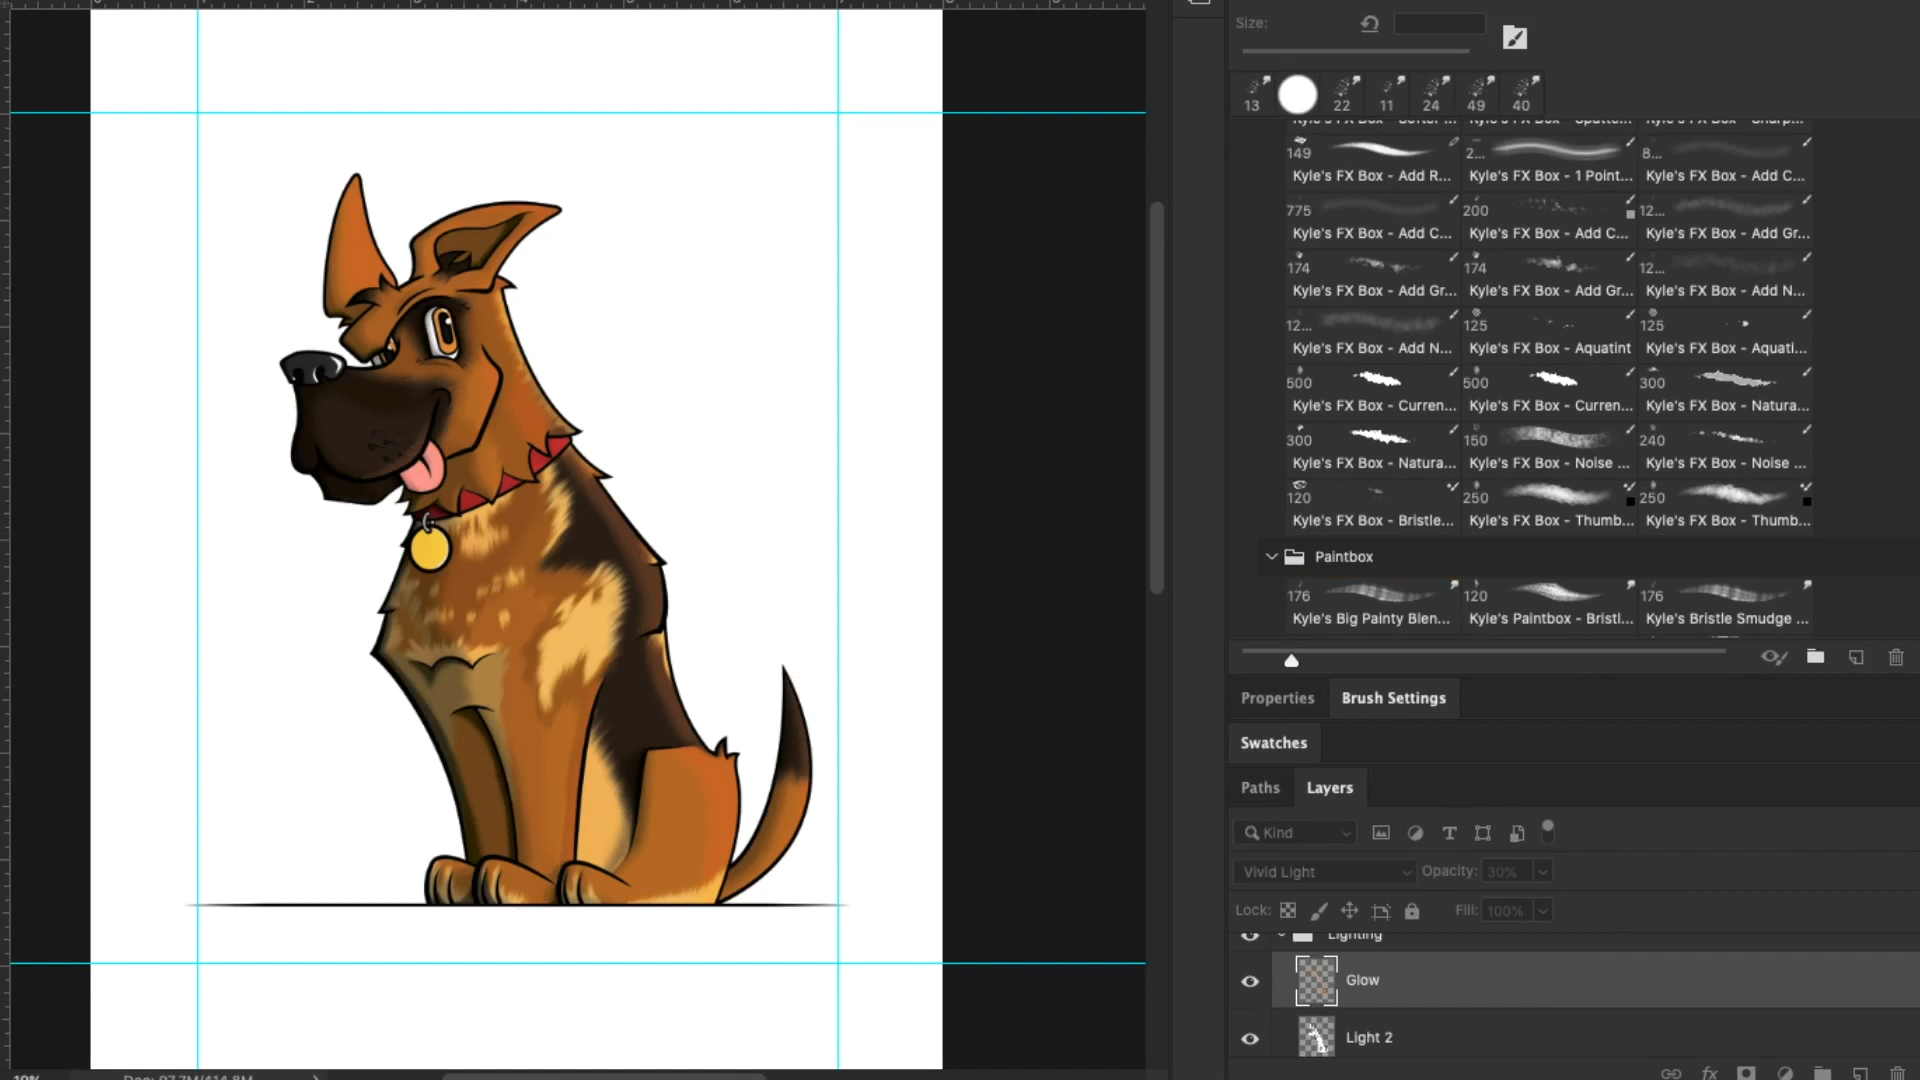 Size:
13 22 11 24 49 40
149 2... 8...
Kyle's FX Box - Add R... Kyle's FX Box - 1 Point... Kyle's FX Box - Add C...
775 200 12...
Kyle's FX Box - Add C... Kyle's FX Box - Add C... Kyle's FX Box - Add Gr...
174 174 12...
Kyle's FX Box - Add Gr... Kyle's FX Box - Add Gr... Kyle's FX Box - Add N...
12... 125 125
Kyle's FX Box - Add N... Kyle's FX Box - Aquatint Kyle's FX Box - Aquati...
500 500 300
Kyle's FX Box - Curren... Kyle's FX Box - Curren... Kyle's FX Box - Natura...
300 150 240
Kyle's FX Box - Natura... Kyle's FX Box - Noise ... Kyle's FX Box - Noise ...
120 250 250
Kyle's FX Box - Bristle... Kyle's FX Box - Thumb... Kyle's FX Box - Thumb...
Paintbox
176 120 176
Kyle's Big Painty Blen... Kyle's Paintbox - Bristl... Kyle's Bristle Smudge ...
Properties Brush Settings
Swatches
Paths Layers
Kind
Vivid Light Opacity: 30%
Lock: Fill: 100%
Lighting
Glow
Light 2